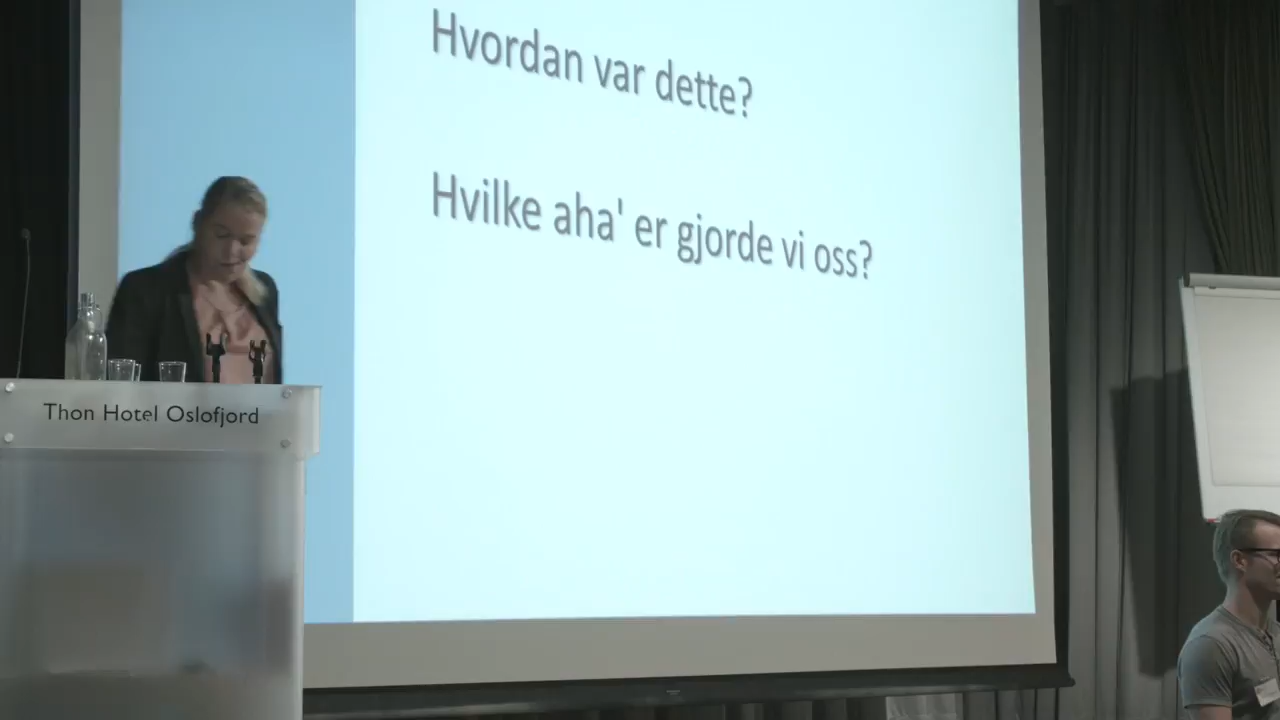 Hvordan var dette?
Hvilke aha' er gjorde vi oss?
Thon Hotel Oslofjord